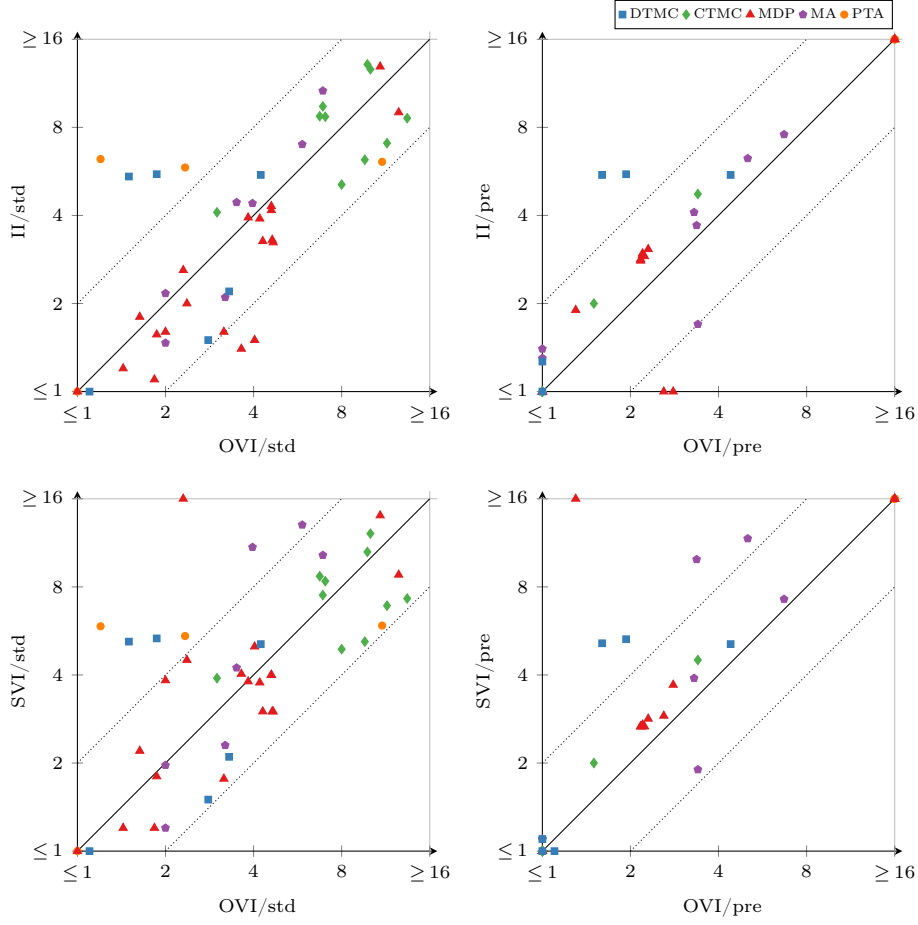 DTMC CTMC MDP MA PTA
≥ 16
8
4
2
≤ 1
II/std
≤ 1 2 4 8 ≥ 16
OVI/std
≥ 16
8
4
2
≤ 1
II/pre
≤ 1 2 4 8 ≥ 16
OVI/pre
≥ 16
8
4
2
≤ 1
SVI/std
≤ 1 2 4 8 ≥ 16
OVI/std
≥ 16
8
4
2
≤ 1
SVI/pre
≤ 1 2 4 8 ≥ 16
OVI/pre